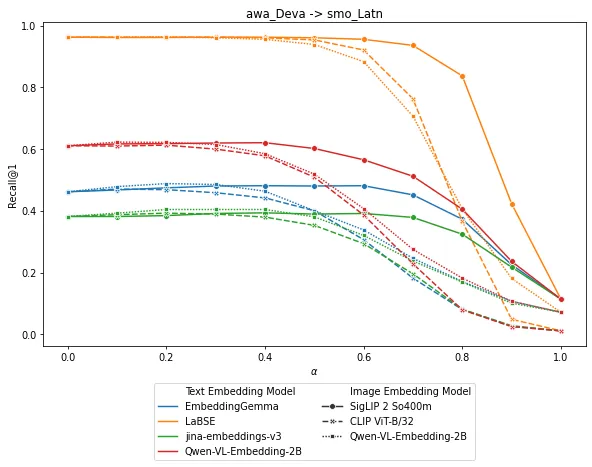 awa_Deva -> smo_Latn
1.0
0.8
0.6
0.4
0.2
0.0
Recall@1
0.0 0.2 0.4 0.6 0.8 1.0
α
Text Embedding Model Image Embedding Model
EmbeddingGemma SigLIP 2 So400m
LaBSE CLIP ViT-B/32
jina-embeddings-v3 Qwen-VL-Embedding-2B
Qwen-VL-Embedding-2B